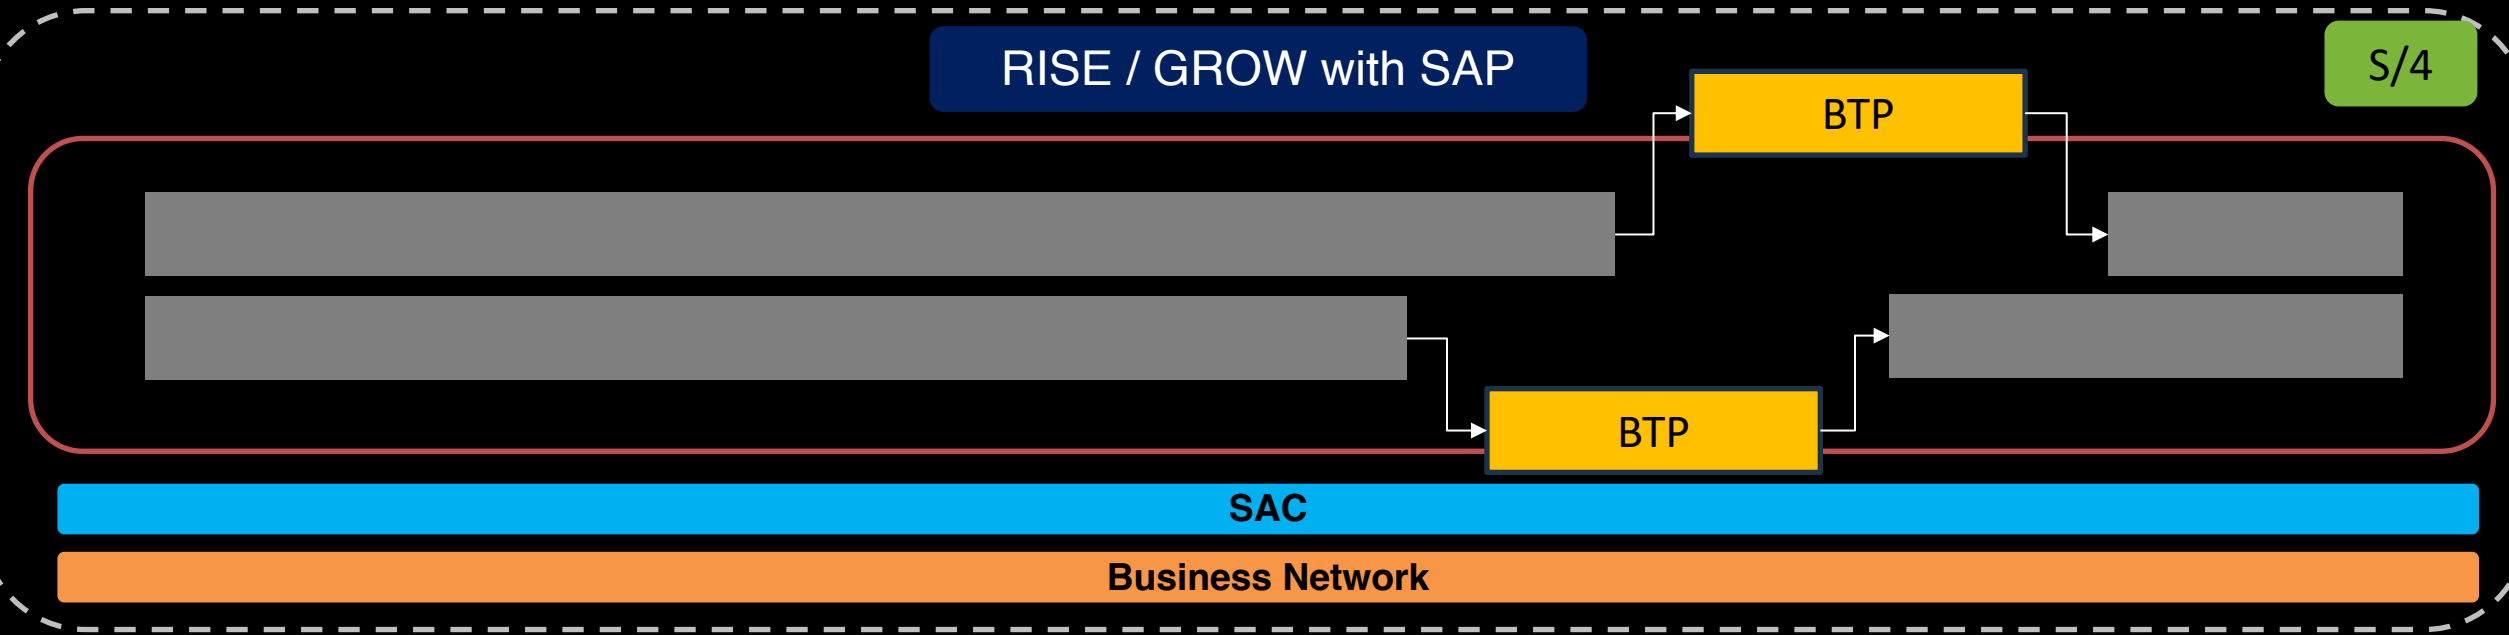 RISE / GROW with SAP
S/4
BTP
BTP
SAC
Business Network